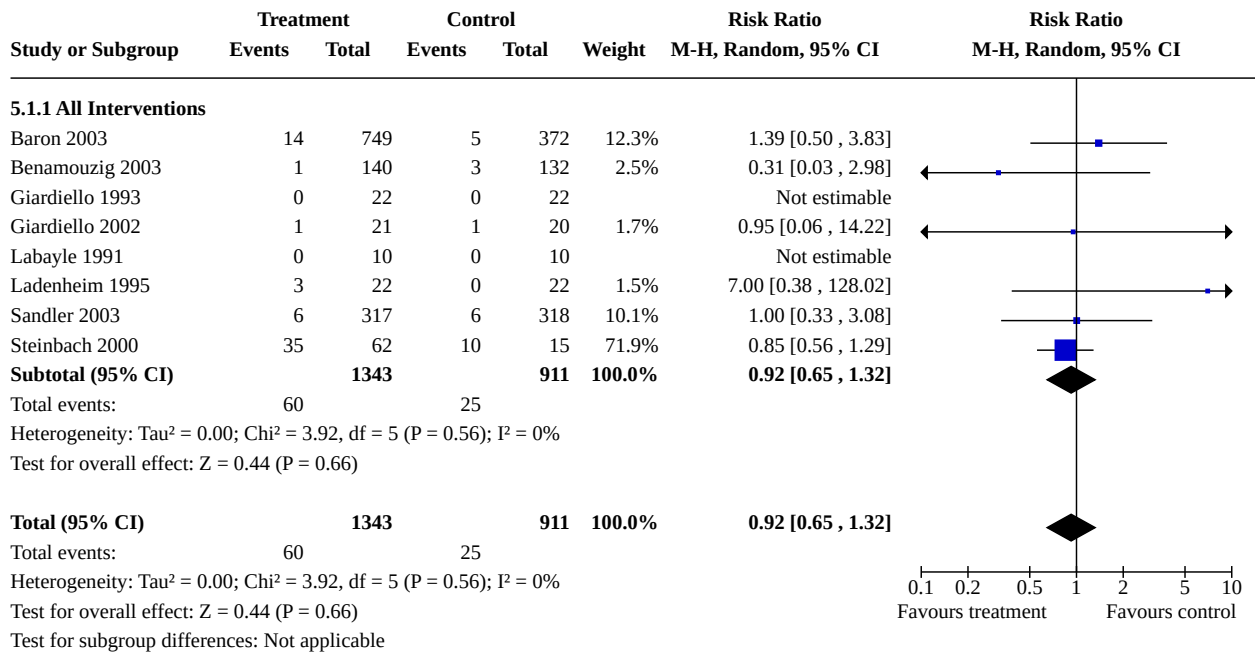 Treatment Control Risk Ratio Risk Ratio
Study or Subgroup Events Total Events Total Weight M-H, Random, 95% CI M-H, Random, 95% CI
5.1.1 All Interventions
Baron 2003 14 749 5 372 12.3% 1.39 [0.50 , 3.83]
Benamouzig 2003 1 140 3 132 2.5% 0.31 [0.03 , 2.98]
Giardiello 1993 0 22 0 22 Not estimable
Giardiello 2002 1 21 1 20 1.7% 0.95 [0.06 , 14.22]
Labayle 1991 0 10 0 10 Not estimable
Ladenheim 1995 3 22 0 22 1.5% 7.00 [0.38 , 128.02]
Sandler 2003 6 317 6 318 10.1% 1.00 [0.33 , 3.08]
Steinbach 2000 35 62 10 15 71.9% 0.85 [0.56 , 1.29]
Subtotal (95% CI) 1343 911 100.0% 0.92 [0.65 , 1.32]
Total events: 60 25
Heterogeneity: Tau² = 0.00; Chi² = 3.92, df = 5 (P = 0.56); I² = 0%
Test for overall effect: Z = 0.44 (P = 0.66)
Total (95% CI) 1343 911 100.0% 0.92 [0.65 , 1.32]
Total events: 60 25
Heterogeneity: Tau² = 0.00; Chi² = 3.92, df = 5 (P = 0.56); I² = 0%
0.1 0.2 0.5 1 2 5 10
Test for overall effect: Z = 0.44 (P = 0.66) Favours treatment Favours control
Test for subgroup differences: Not applicable